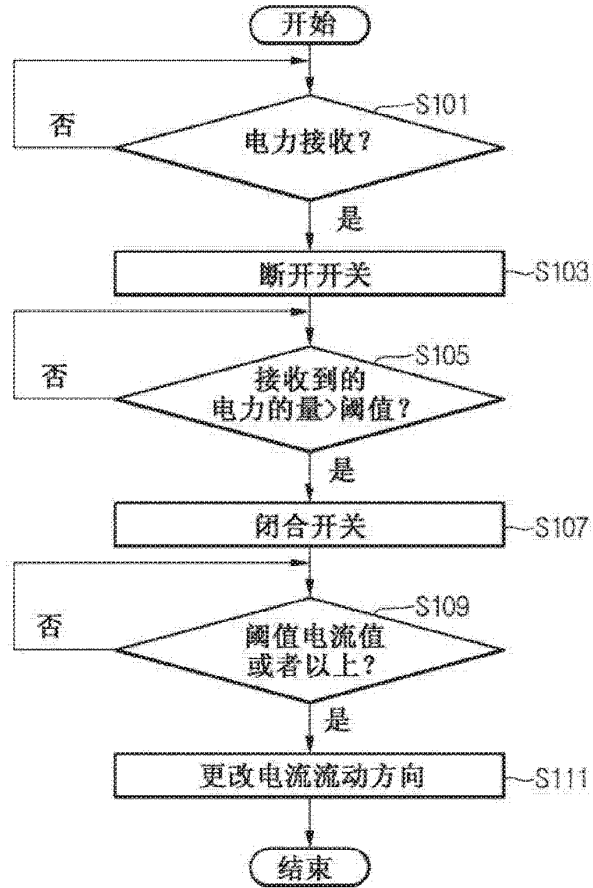 开始
S101
电力接收?
否
是
断开开关
S103
S105
接收到的
电力的量>阈值?
否
是
闭合开关
S107
S109
阈值电流值
或者以上?
否
是
更改电流流动方向
S111
结束